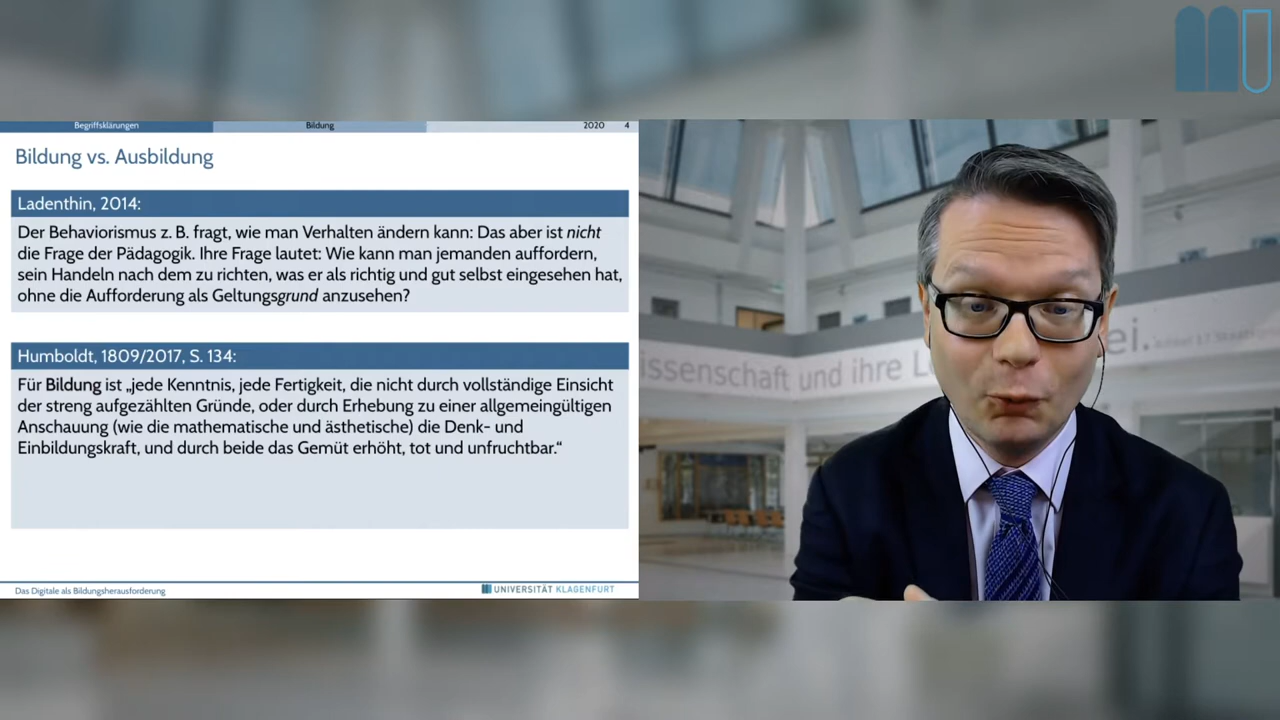 Begriffsklärungen Bildung 2020 4
Bildung vs. Ausbildung
Ladenthin, 2014:
Der Behaviorismus z. B. fragt, wie man Verhalten ändern kann: Das aber ist nicht
die Frage der Pädagogik. Ihre Frage lautet: Wie kann man jemanden auffordern,
sein Handeln nach dem zu richten, was er als richtig und gut selbst eingesehen hat,
ohne die Aufforderung als Geltungsgrund anzusehen?
Humboldt, 1809/2017, S. 134:
Für Bildung ist „jede Kenntnis, jede Fertigkeit, die nicht durch vollständige Einsicht
der streng aufgezählten Gründe, oder durch Erhebung zu einer allgemeingültigen
Anschauung (wie die mathematische und ästhetische) die Denk- und
Einbildungskraft, und durch beide das Gemüt erhöht, tot und unfruchtbar.“
Das Digitale als Bildungsherausforderung
UNIVERSITÄT KLAGENFURT
issenschaft und ihre L
ei.